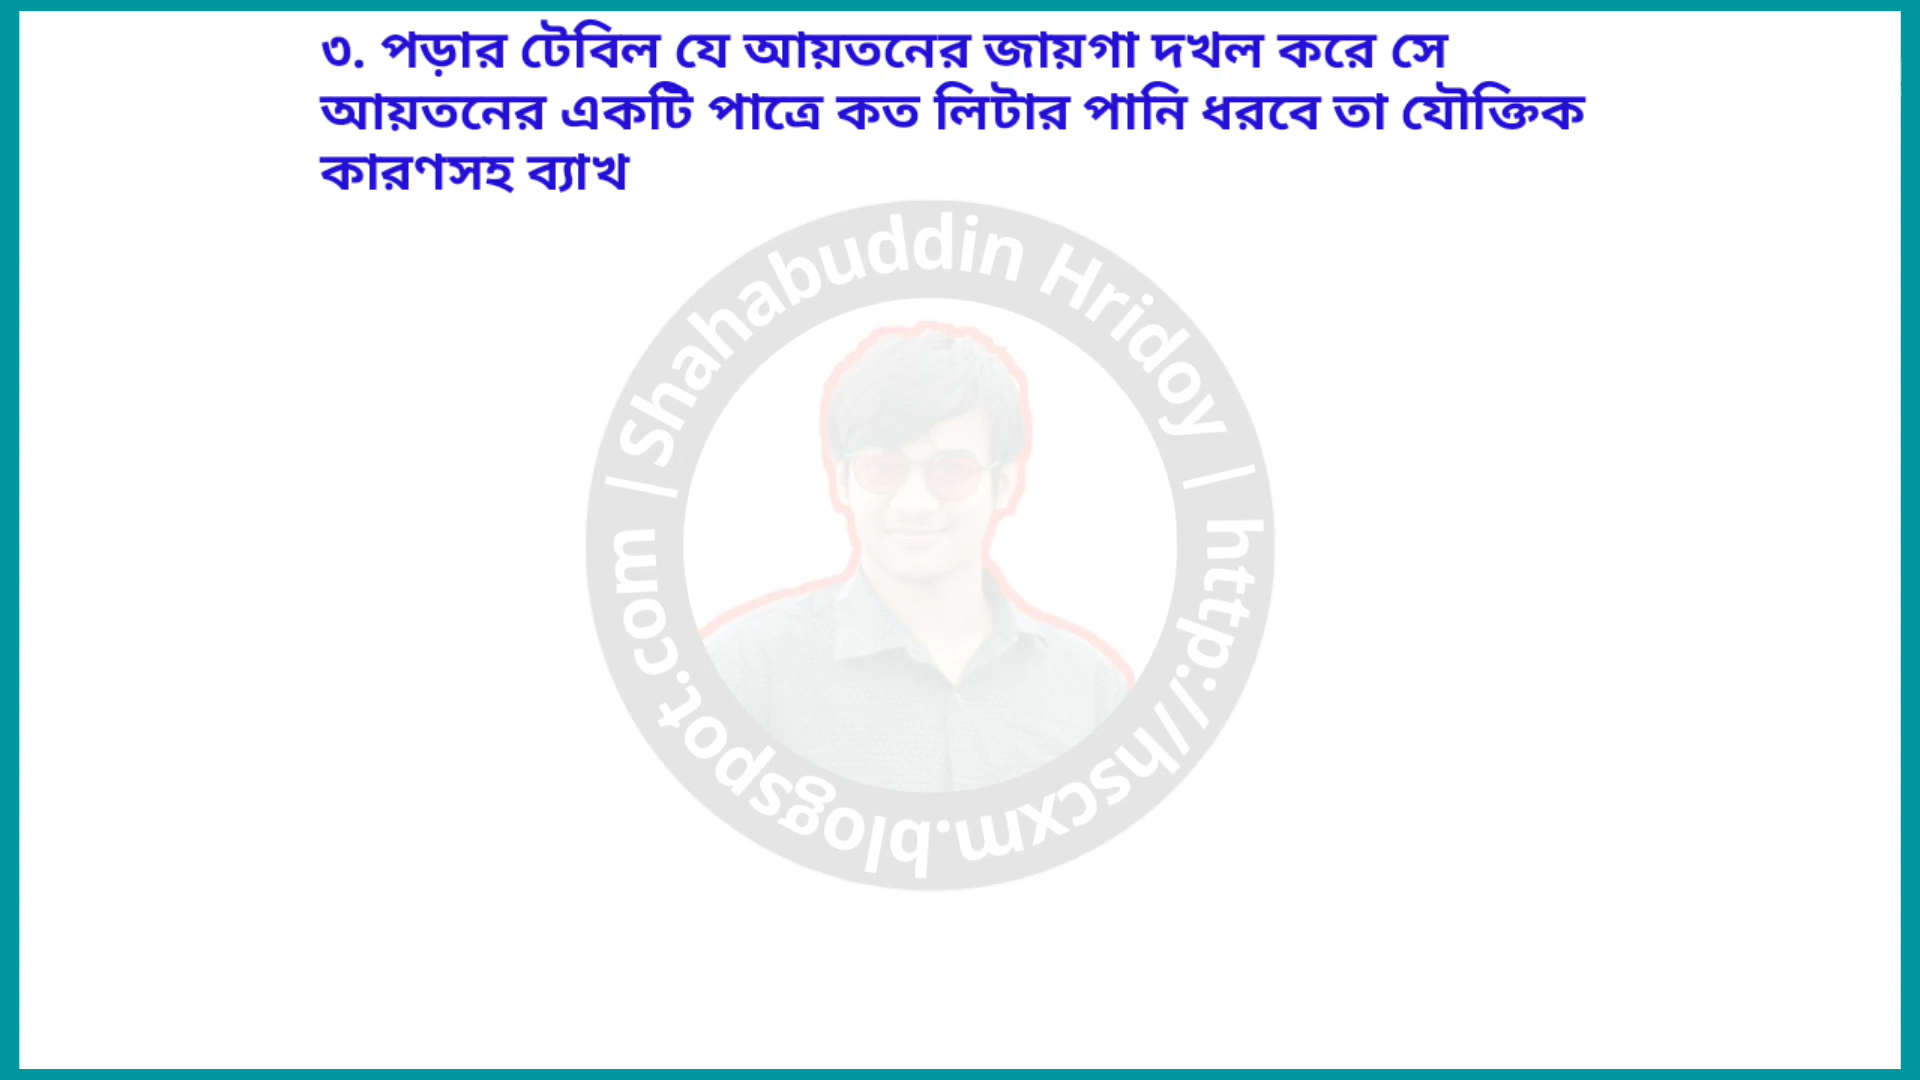 ৩. পড়ার টেবিল যে আয়তনের জায়গা দখল করে সে
আয়তনের একটি পাত্রে কত লিটার পানি ধরবে তা যৌক্তিক
কারণসহ ব্যাখ
|Shahabuddin Hridoy | http://hscxm.blogspot.com